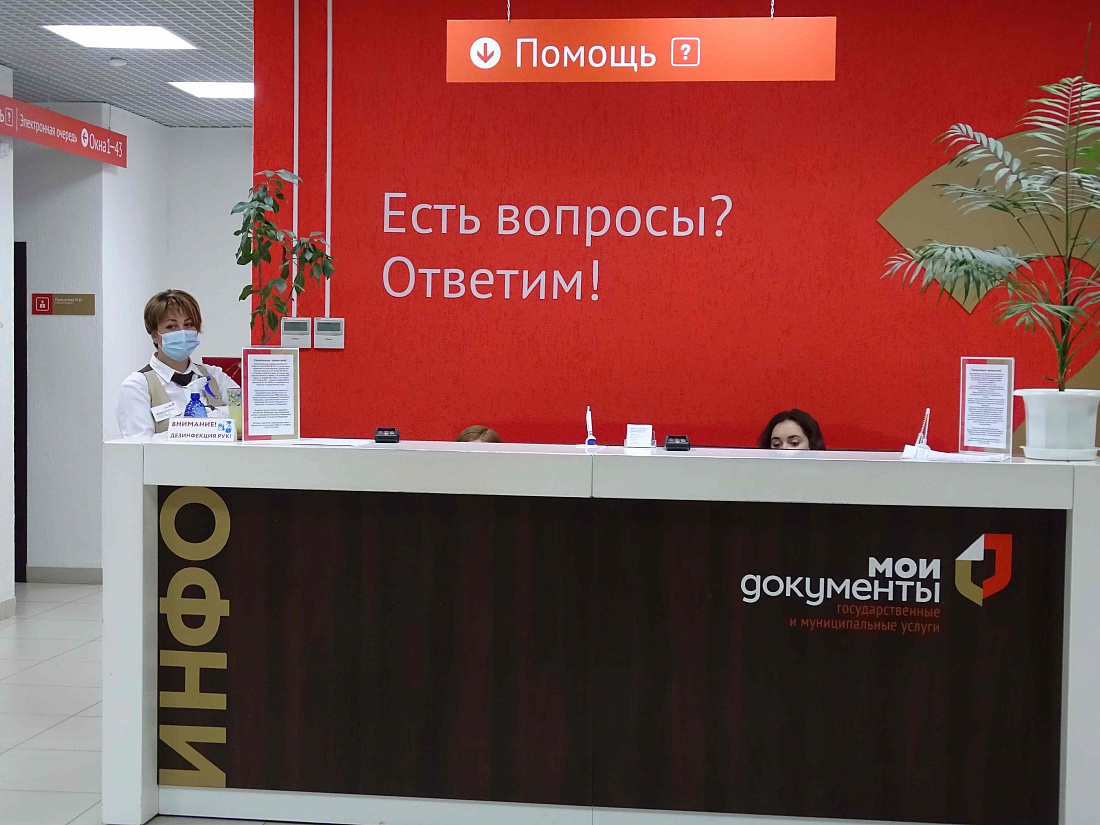 Помощь ?
ь ? Электронная очередь Окна 1–43
Есть вопросы?
Ответим!
ВНИМАНИЕ!
ДЕЗИНФЕКЦИЯ РУК!
ИНФО
мои
документы
государственные
и муниципальные услуги